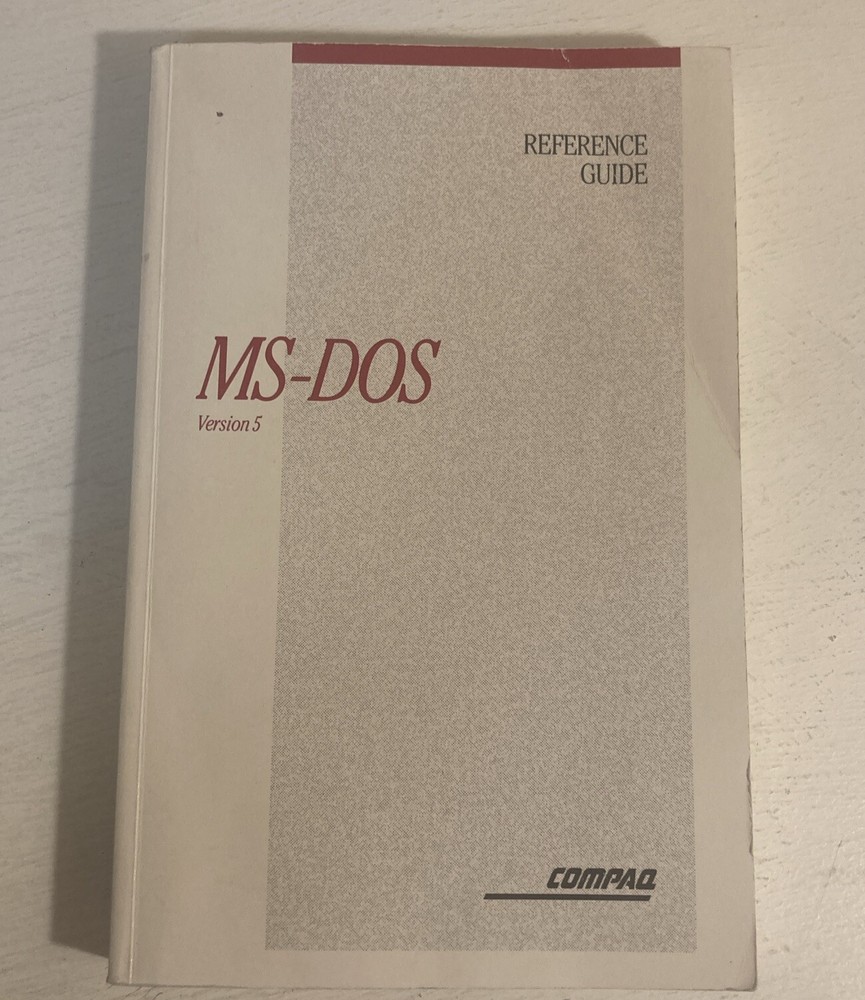 REFERENCE
GUIDE
MS-DOS
Version 5
COMPAQ